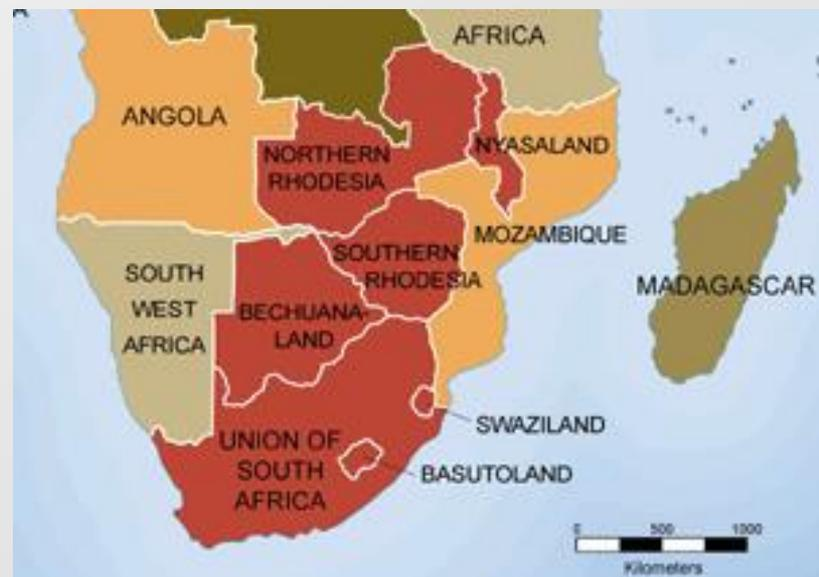 AFRICA
ANGOLA
NORTHERN
RHODESIA
NYASALAND
MOZAMBIQUE
SOUTHERN
RHODESIA
SOUTH
WEST
AFRICA
BECHUANA-
LAND
MADAGASCAR
SWAZILAND
UNION OF
SOUTH
AFRICA
BASUTOLAND
0 500 1000
Kilometers